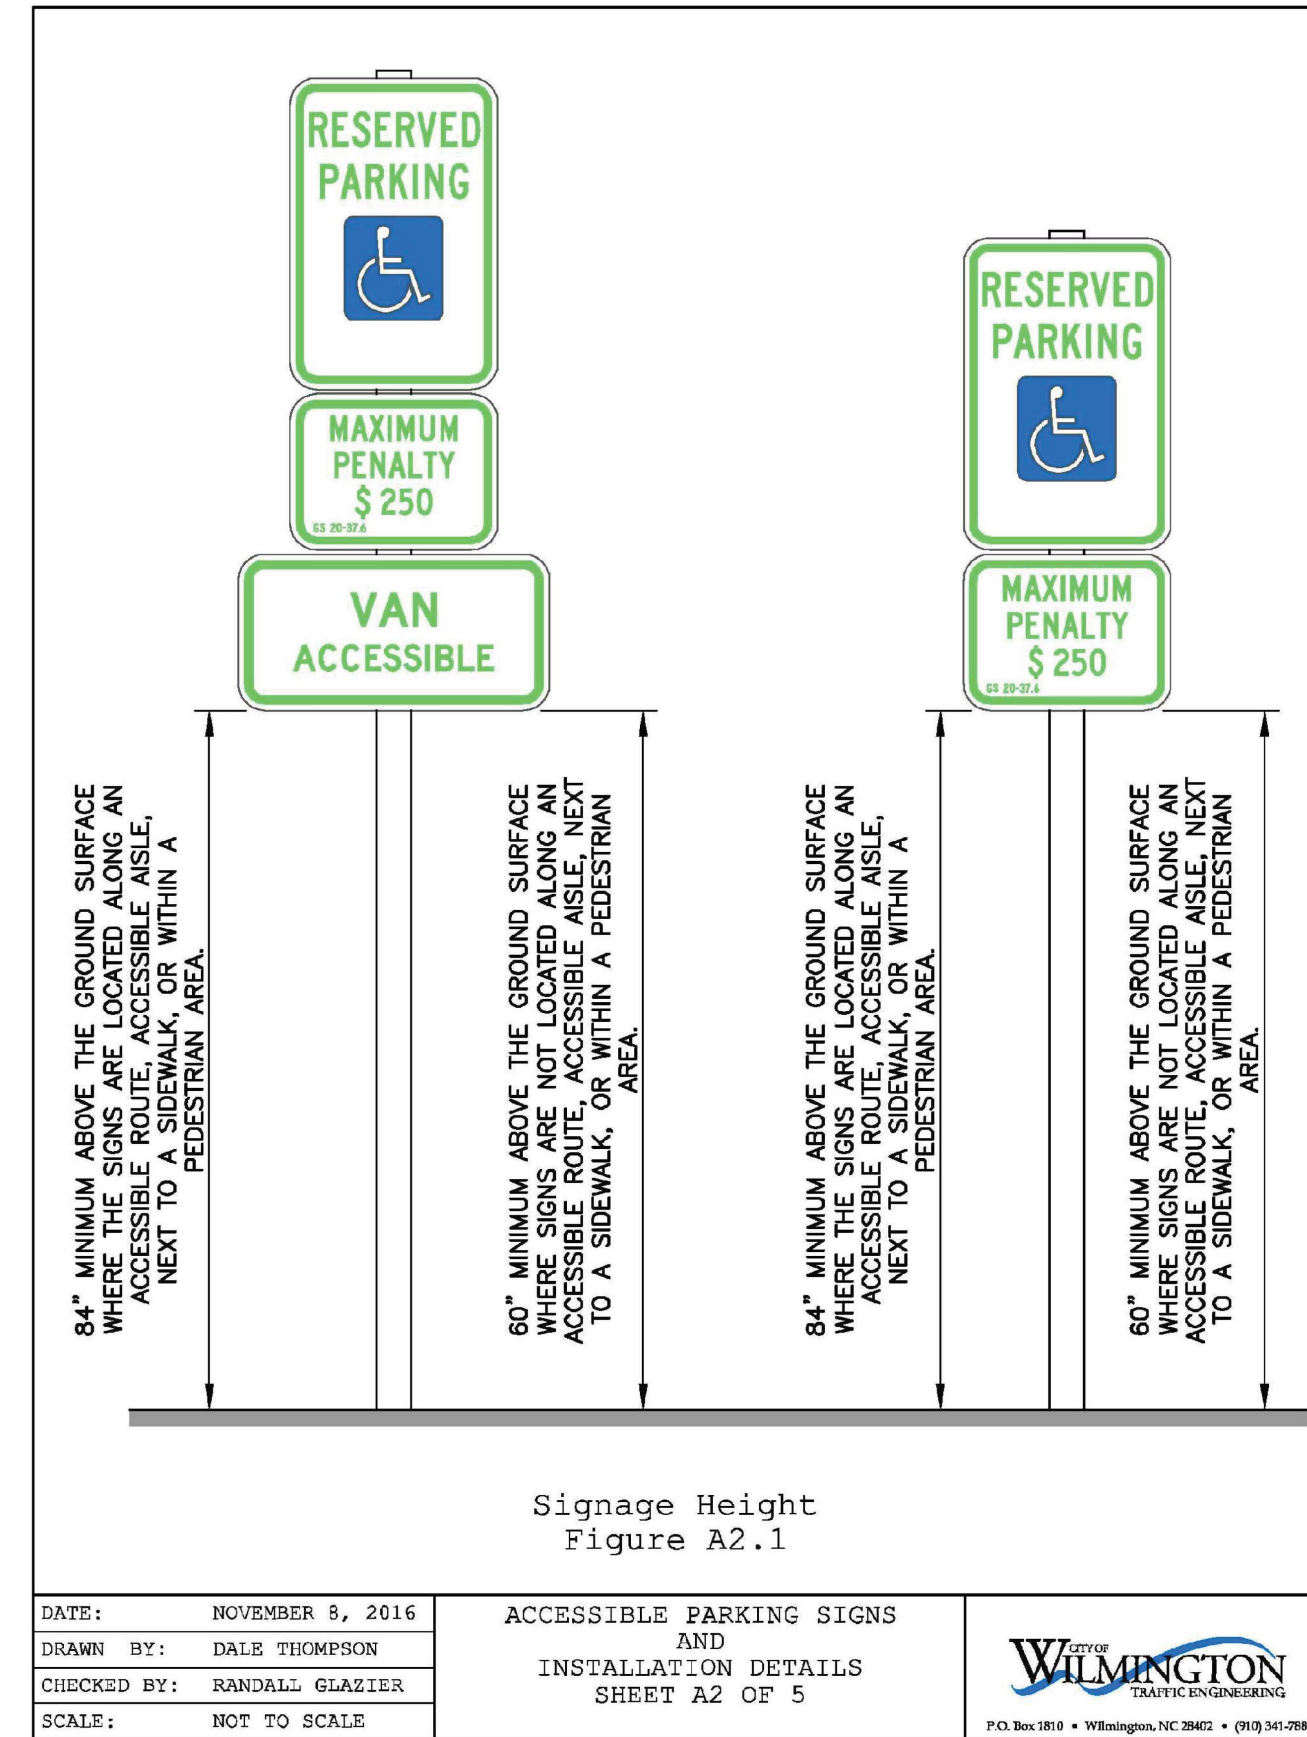 RESERVED
PARKING
MAXIMUM
PENALTY
$ 250
GS 20-37.6
VAN
ACCESSIBLE
RESERVED
PARKING
MAXIMUM
PENALTY
$ 250
GS 20-37.6
84" MINIMUM ABOVE THE GROUND SURFACE
WHERE THE SIGNS ARE LOCATED ALONG AN
ACCESSIBLE ROUTE, ACCESSIBLE AISLE,
NEXT TO A SIDEWALK, OR WITHIN A
PEDESTRIAN AREA.
60" MINIMUM ABOVE THE GROUND SURFACE
WHERE SIGNS ARE NOT LOCATED ALONG AN
ACCESSIBLE ROUTE, ACCESSIBLE AISLE, NEXT
TO A SIDEWALK, OR WITHIN A PEDESTRIAN
AREA.
84" MINIMUM ABOVE THE GROUND SURFACE
WHERE THE SIGNS ARE LOCATED ALONG AN
ACCESSIBLE ROUTE, ACCESSIBLE AISLE,
NEXT TO A SIDEWALK, OR WITHIN A
PEDESTRIAN AREA.
60" MINIMUM ABOVE THE GROUND SURFACE
WHERE SIGNS ARE NOT LOCATED ALONG AN
ACCESSIBLE ROUTE, ACCESSIBLE AISLE, NEXT
TO A SIDEWALK, OR WITHIN A PEDESTRIAN
AREA.
Signage Height
Figure A2.1
DATE: NOVEMBER 8, 2016
DRAWN BY: DALE THOMPSON
CHECKED BY: RANDALL GLAZIER
SCALE: NOT TO SCALE
ACCESSIBLE PARKING SIGNS
AND
INSTALLATION DETAILS
SHEET A2 OF 5
CITY OF
WILMINGTON
TRAFFIC ENGINEERING
P.O. Box 1810 • Wilmington, NC 28402 • (910) 341-788